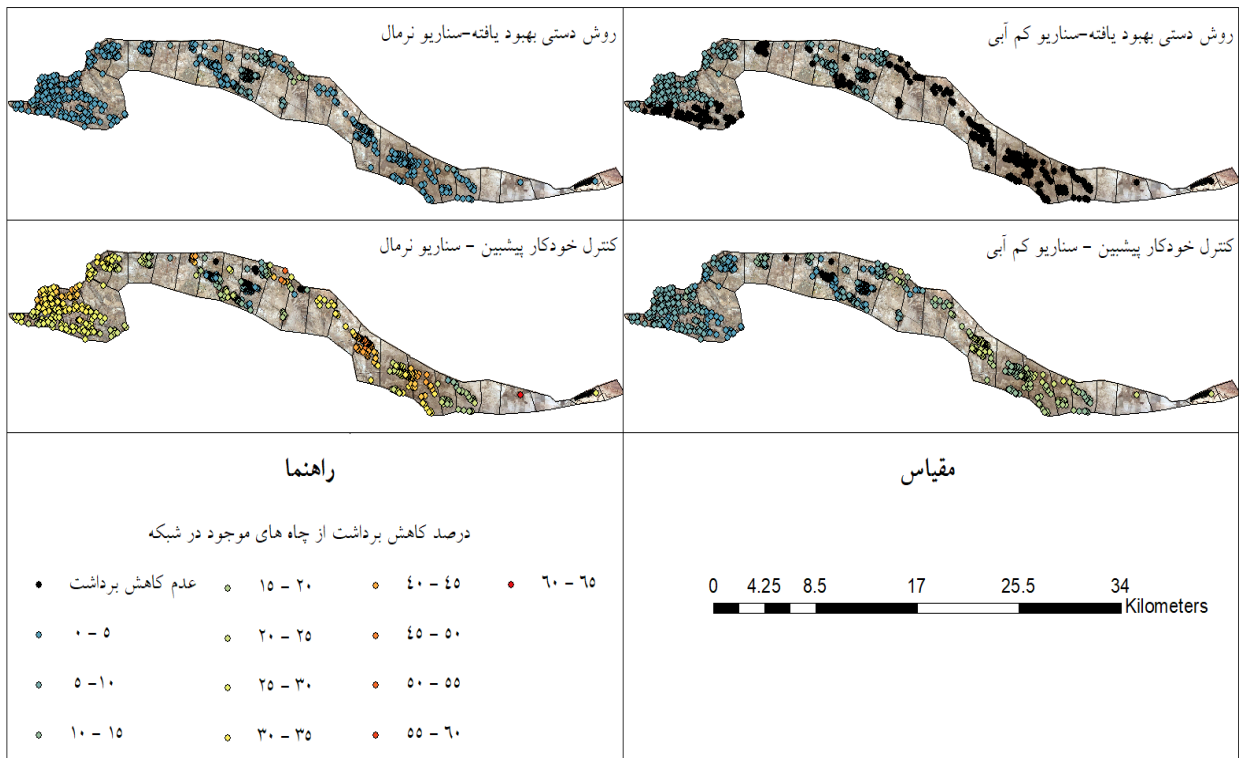 روش دستی بهبود یافته-سناریو کم آبی
روش دستی بهبود یافته-سناریو نرمال
کنترل خودکار پیشبین - سناریو کم آبی
کنترل خودکار پیشبین - سناریو نرمال
راهنما
درصد کاهش برداشت از چاه های موجود در شبکه
عدم کاهش برداشت
۰ - ۵
۵ -۱۰
۱۰ - ۱۵
۱۵ - ۲۰
۲۰ - ۲۵
۲۵ - ۳۰
۳۰ - ۳۵
٤۰ - ٤۵
٤۵ - ۵۰
۵۰ - ۵۵
۵۵ - ۶۰
۶۰ - ۶۵
مقیاس
0 4.25 8.5 17 25.5 34
Kilometers